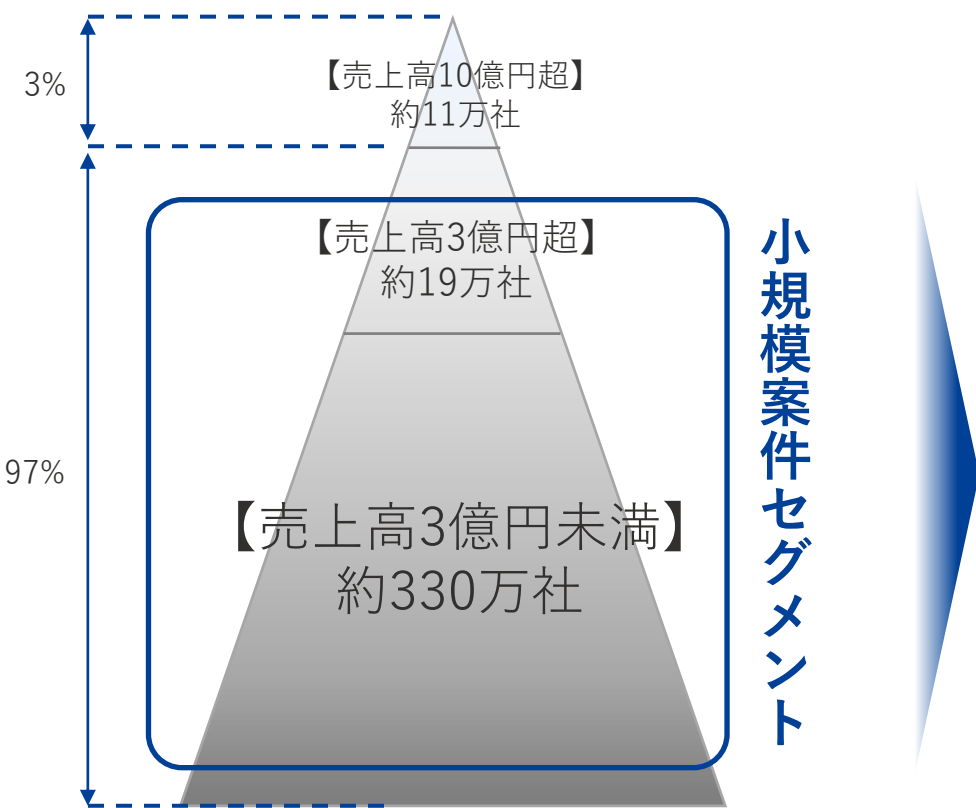 3%
【売上高10億円超】
約11万社
【売上高3億円超】
約19万社
97%
【売上高3億円未満】
約330万社
小規模案件セグメント